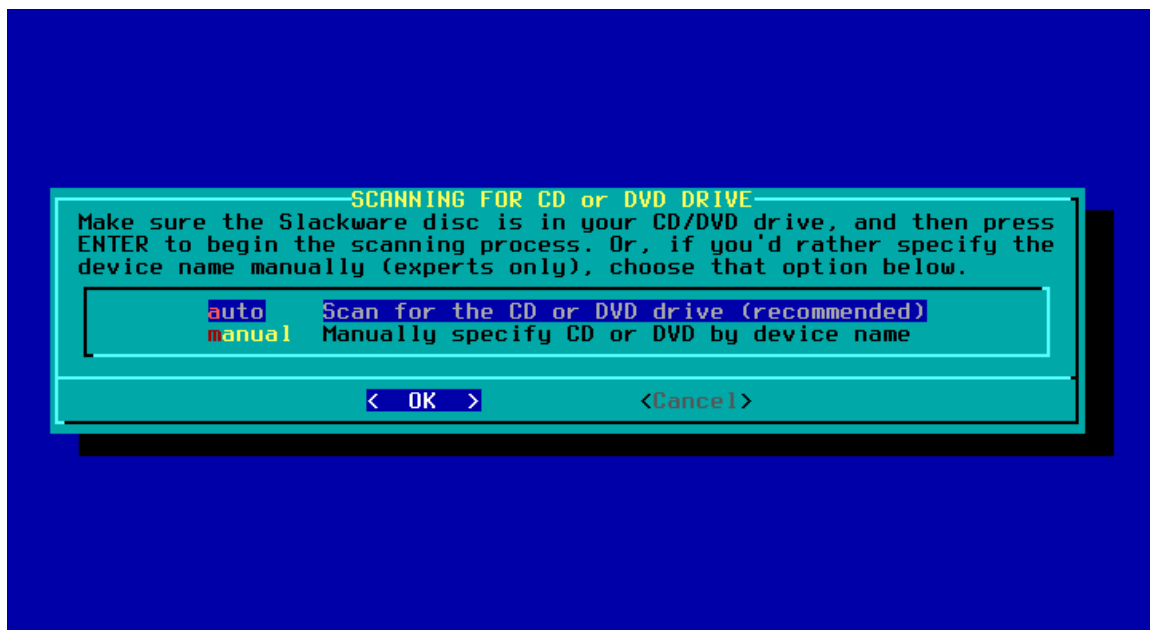 SCANNING FOR CD or DVD DRIVE
Make sure the Slackware disc is in your CD/DVD drive, and then press
ENTER to begin the scanning process. Or, if you'd rather specify the
device name manually (experts only), choose that option below.
auto Scan for the CD or DVD drive (recommended)
manual Manually specify CD or DVD by device name
< OK > <Cancel>